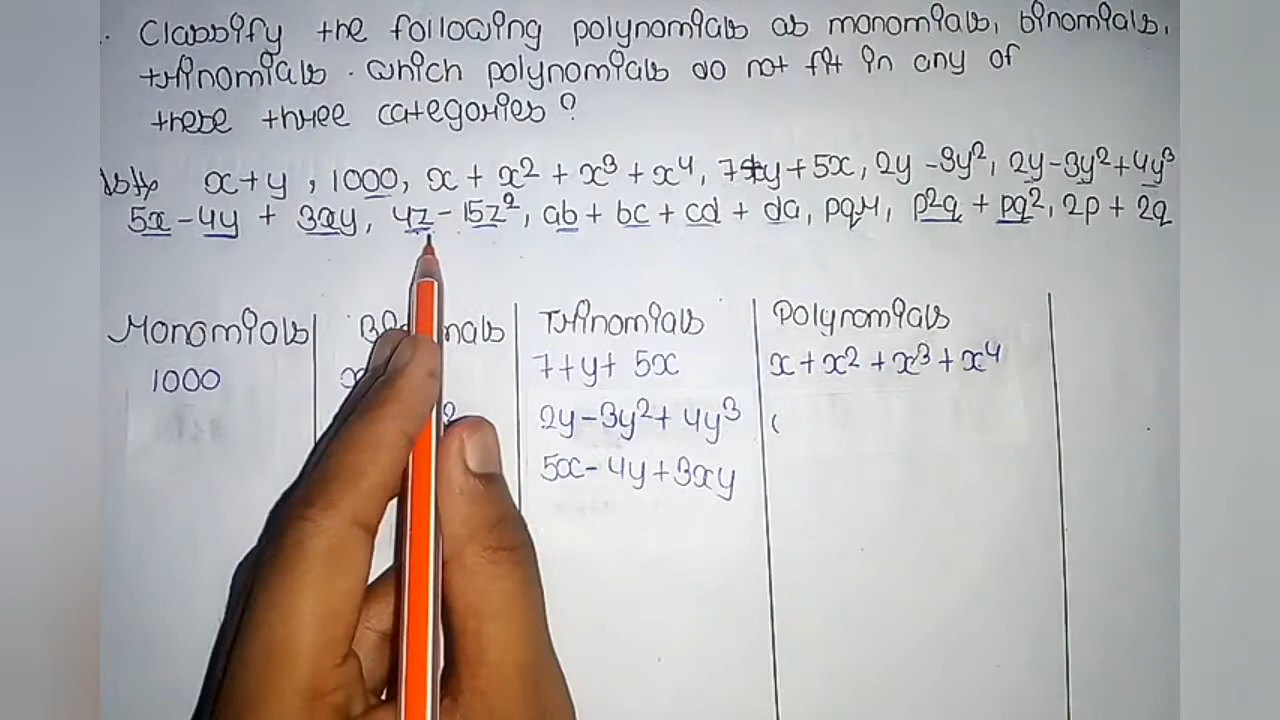 Classify the following polynomials as monomials, binomials,
trinomials. which polynomials do not fit in any of
these three categories?
x+y, 1000, x + x² + x³ + x⁴, 7+y+5x, 2y-3y², 2y-3y²+4y³
5x-4y + 3xy, 4z-15z², ab + bc + cd + da, pqr, p²q + pq², 2p + 2q
Monomials Trinomials Polynomials
1000 x 7+y+ 5x x+x²+x³+x⁴
2 2y-3y²+ 4y³ (
5x-4y+3xy